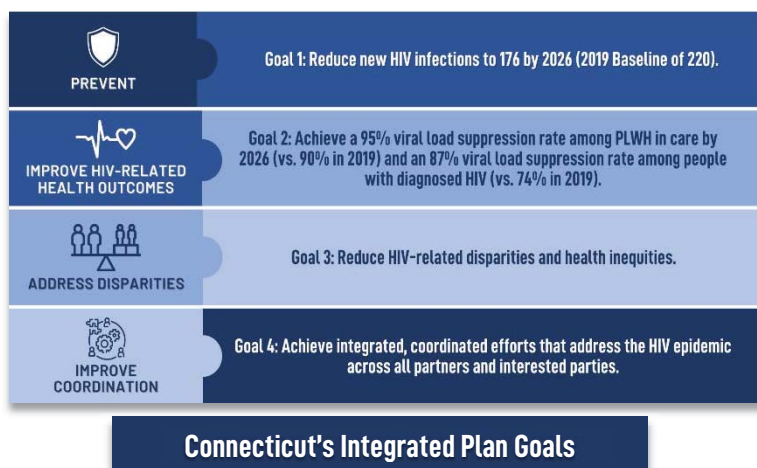 PREVENT
Goal 1: Reduce new HIV infections to 176 by 2026 (2019 Baseline of 220).
IMPROVE HIV-RELATED
HEALTH OUTCOMES
Goal 2: Achieve a 95% viral load suppression rate among PLWH in care by
2026 (vs. 90% in 2019) and an 87% viral load suppression rate among people
with diagnosed HIV (vs. 74% in 2019).
ADDRESS DISPARITIES
Goal 3: Reduce HIV-related disparities and health inequities.
IMPROVE
COORDINATION
Goal 4: Achieve integrated, coordinated efforts that address the HIV epidemic
across all partners and interested parties.
Connecticut's Integrated Plan Goals